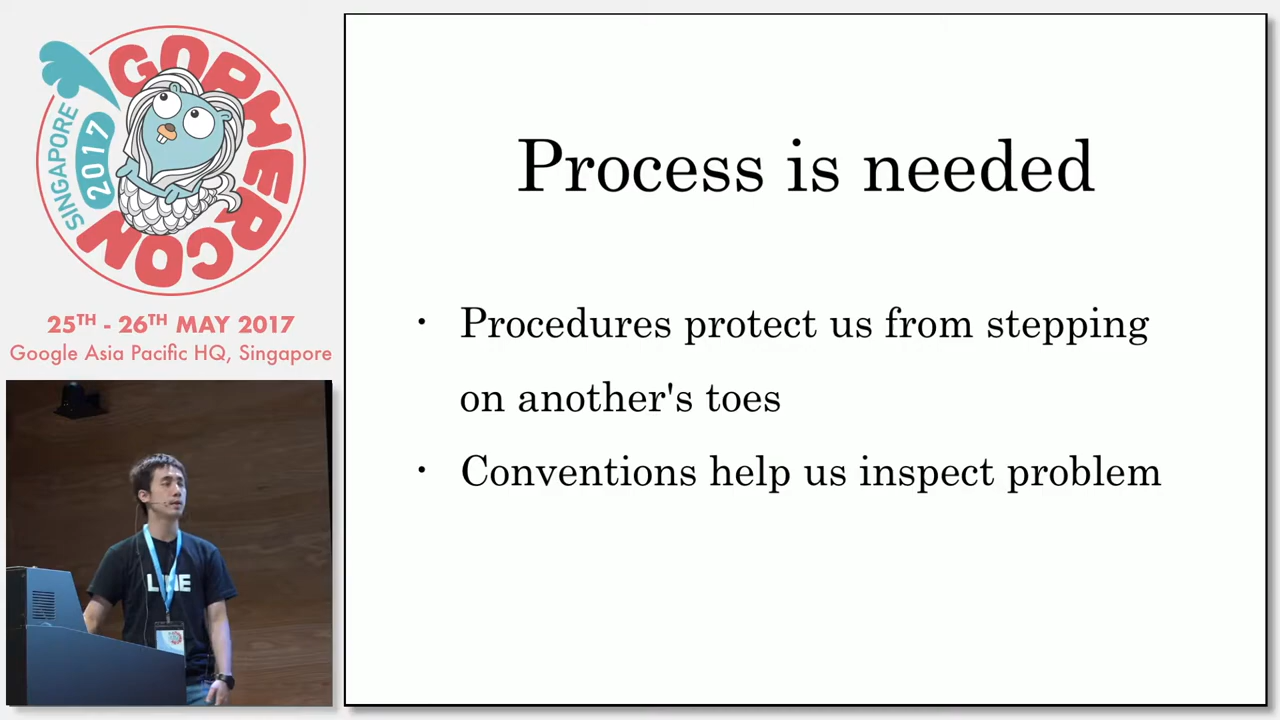 GOPHERCON
SINGAPORE
2017
25TH - 26TH MAY 2017
Google Asia Pacific HQ, Singapore
LINE
Process is needed
• Procedures protect us from stepping
on another's toes
• Conventions help us inspect problem